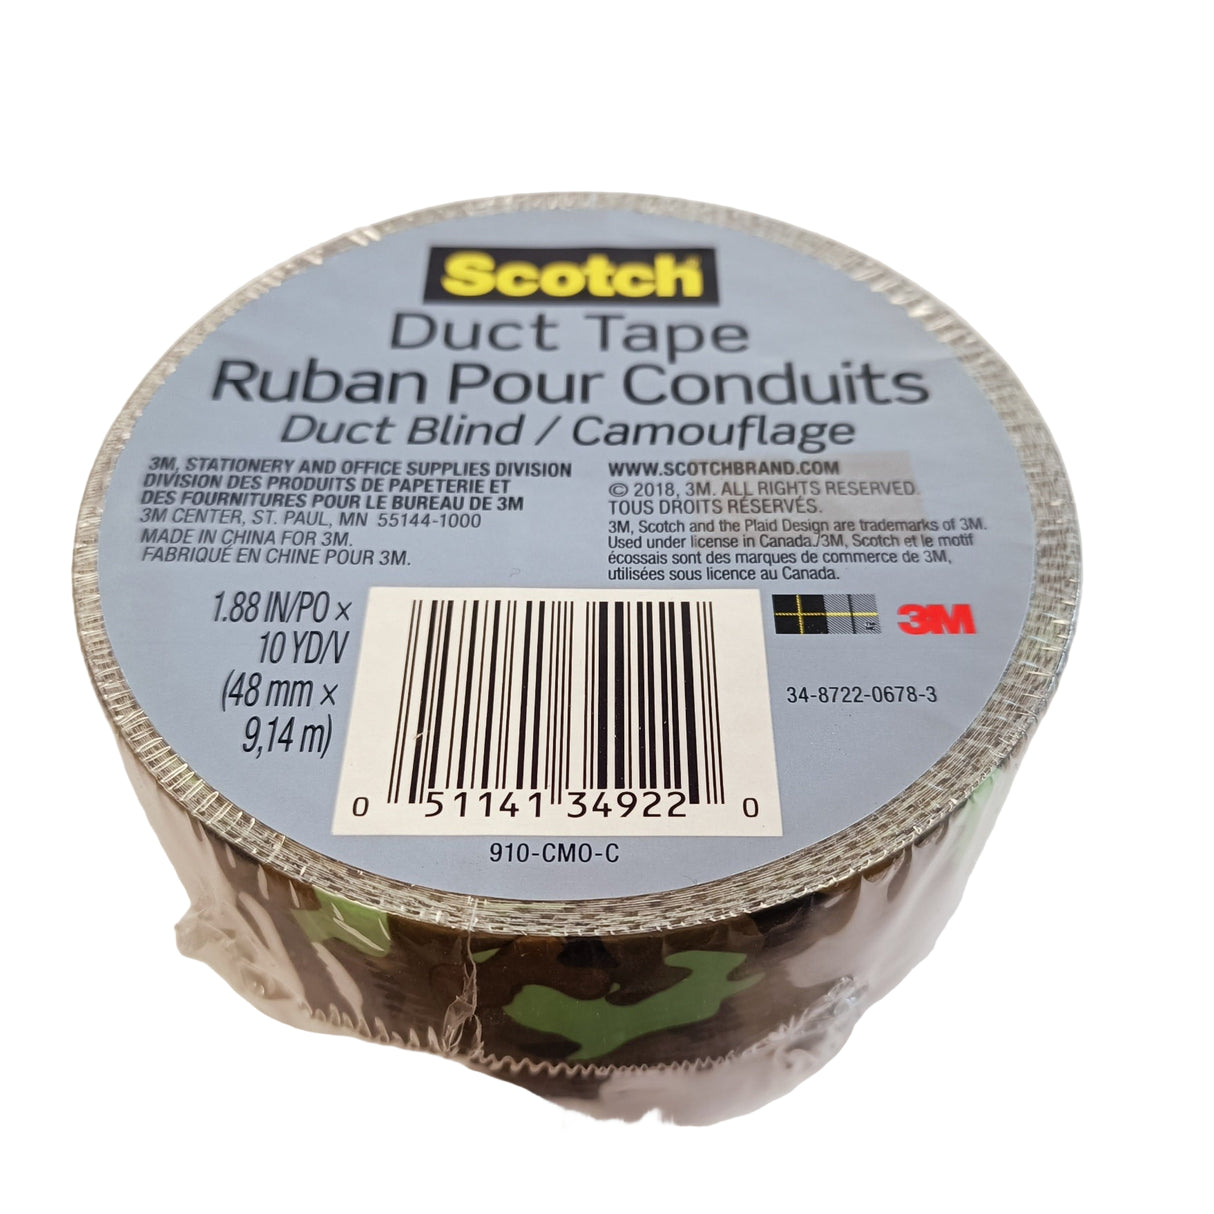 Scotch®
Duct Tape
Ruban Pour Conduits
Duct Blind / Camouflage
3M, STATIONERY AND OFFICE SUPPLIES DIVISION
DIVISION DES PRODUITS DE PAPETERIE ET
DES FOURNITURES POUR LE BUREAU DE 3M
3M CENTER, ST. PAUL, MN 55144-1000
MADE IN CHINA FOR 3M.
FABRIQUÉ EN CHINE POUR 3M.
WWW.SCOTCHBRAND.COM
© 2018, 3M. ALL RIGHTS RESERVED.
TOUS DROITS RÉSERVÉS.
3M, Scotch and the Plaid Design are trademarks of 3M.
Used under license in Canada./3M, Scotch et le motif
écossais sont des marques de commerce de 3M,
utilisées sous licence au Canada.
1.88 IN/PO ×
10 YD/V
(48 mm ×
9,14 m)
0 51141 34922 0
3M
34-8722-0678-3
910-CMO-C